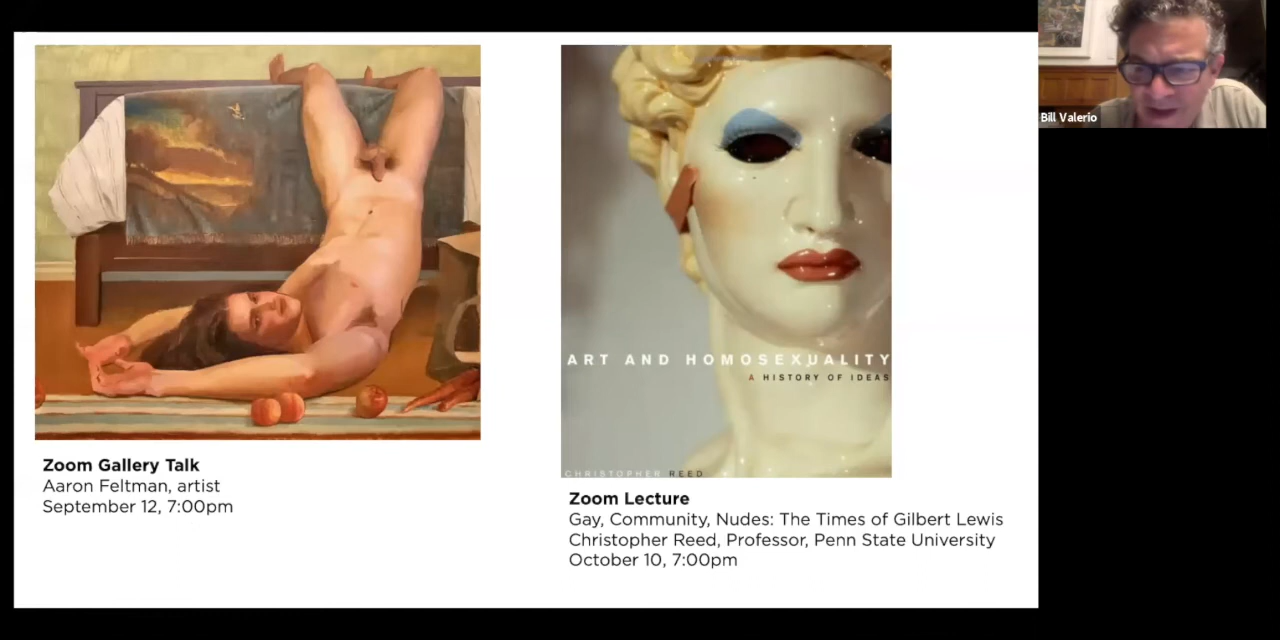 Bill Valerio
ART AND HOMOSEXUALITY
A HISTORY OF IDEAS
CHRISTOPHER REED
Zoom Gallery Talk
Aaron Feltman, artist
September 12, 7:00pm
Zoom Lecture
Gay, Community, Nudes: The Times of Gilbert Lewis
Christopher Reed, Professor, Penn State University
October 10, 7:00pm